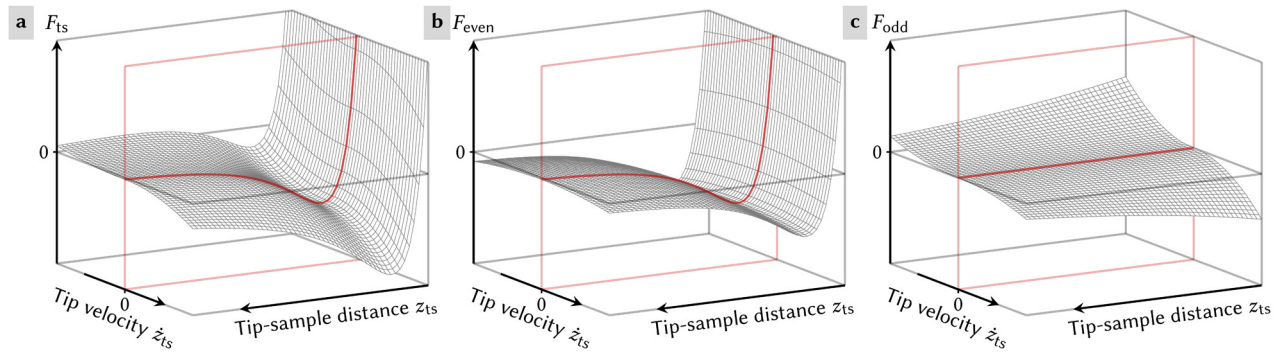 a
F_ts
0
0
Tip velocity ż_ts
Tip-sample distance z_ts
b
F_even
0
0
Tip velocity ż_ts
Tip-sample distance z_ts
c
F_odd
0
0
Tip velocity ż_ts
Tip-sample distance z_ts